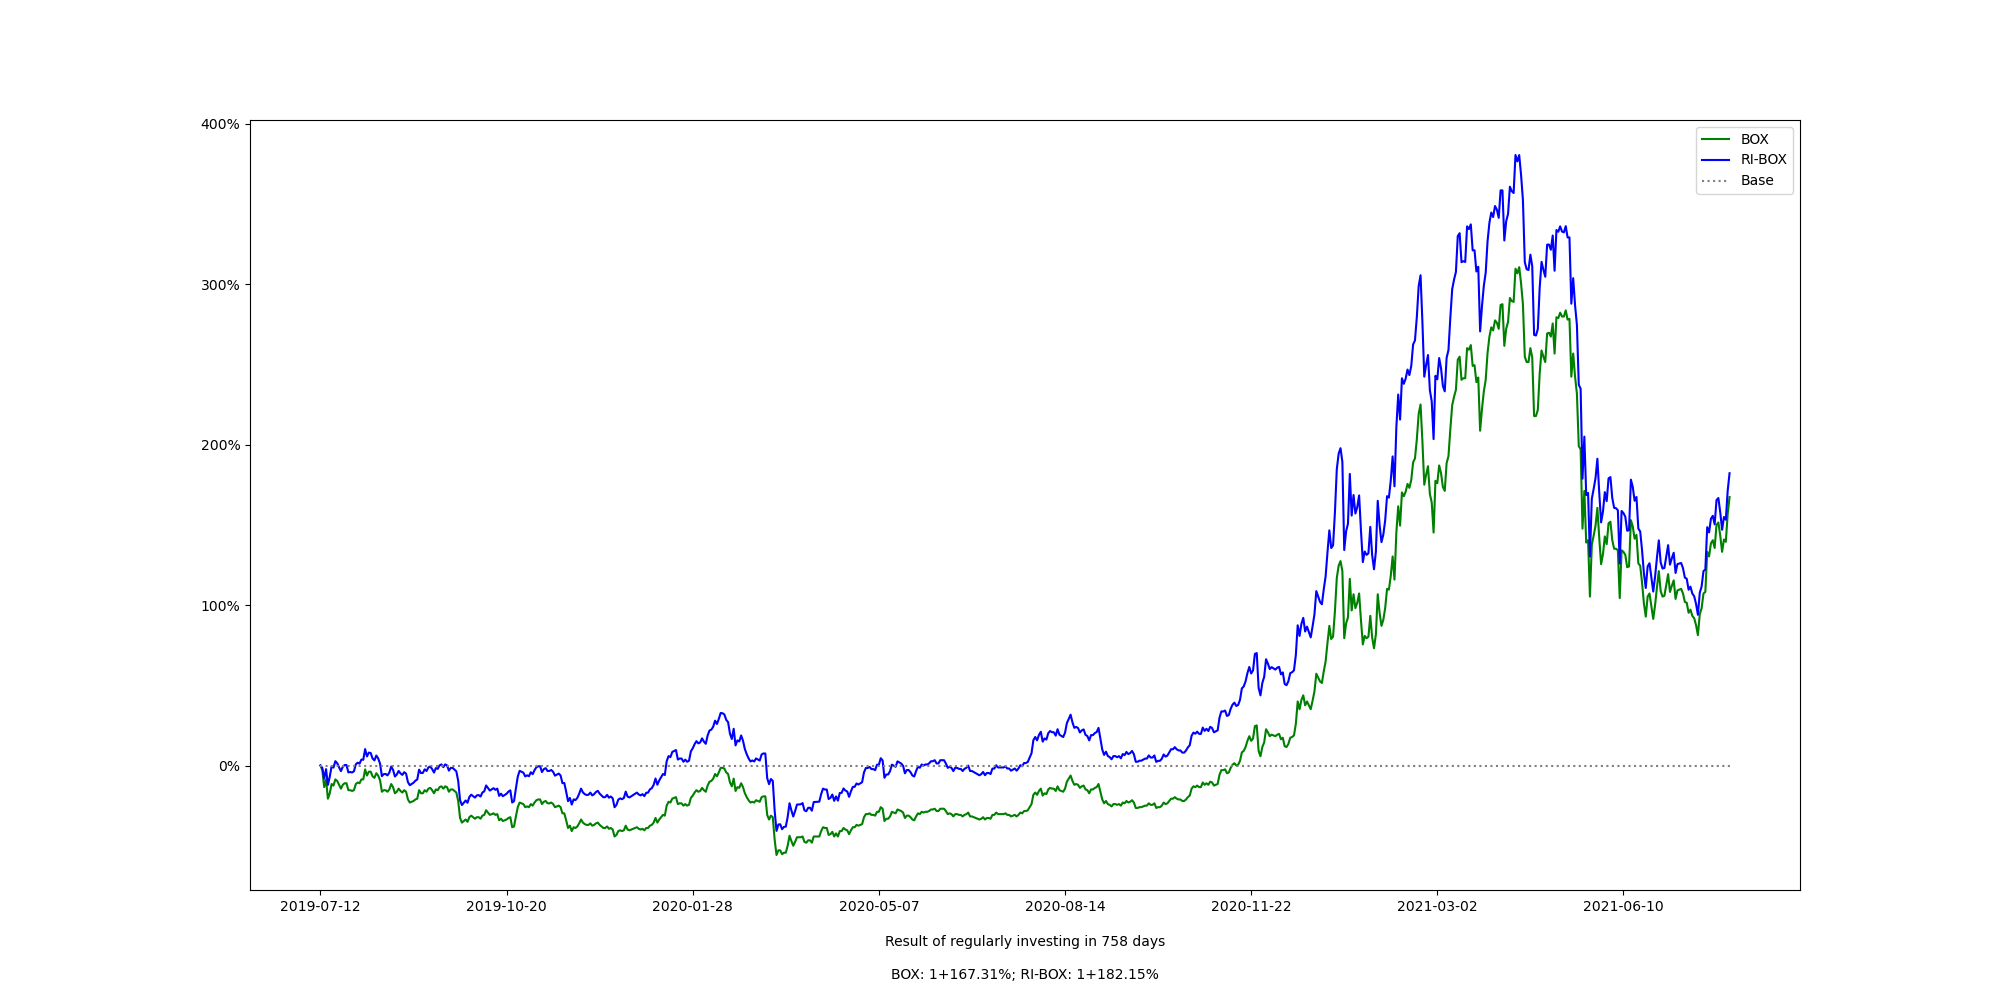 400%
300%
200%
100%
0%
BOX
RI-BOX
Base
2019-07-12 2019-10-20 2020-01-28 2020-05-07 2020-08-14 2020-11-22 2021-03-02 2021-06-10
Result of regularly investing in 758 days
BOX: 1+167.31%; RI-BOX: 1+182.15%